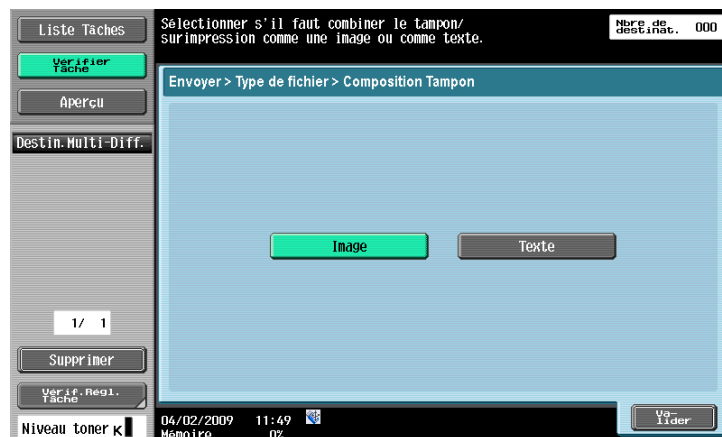 Liste Tâches
Sélectionner s'il faut combiner le tampon/
surimpression comme une image ou comme texte.
Nbre de
destinat. 000
Vérifier
Tâche
Envoyer > Type de fichier > Composition Tampon
Aperçu
Destin.Multi-Diff.
Image
Texte
1/ 1
Supprimer
Vérif.Régl.
Tâche
Niveau toner K
04/02/2009 11:49
Mémoire 0%
Va-
lider